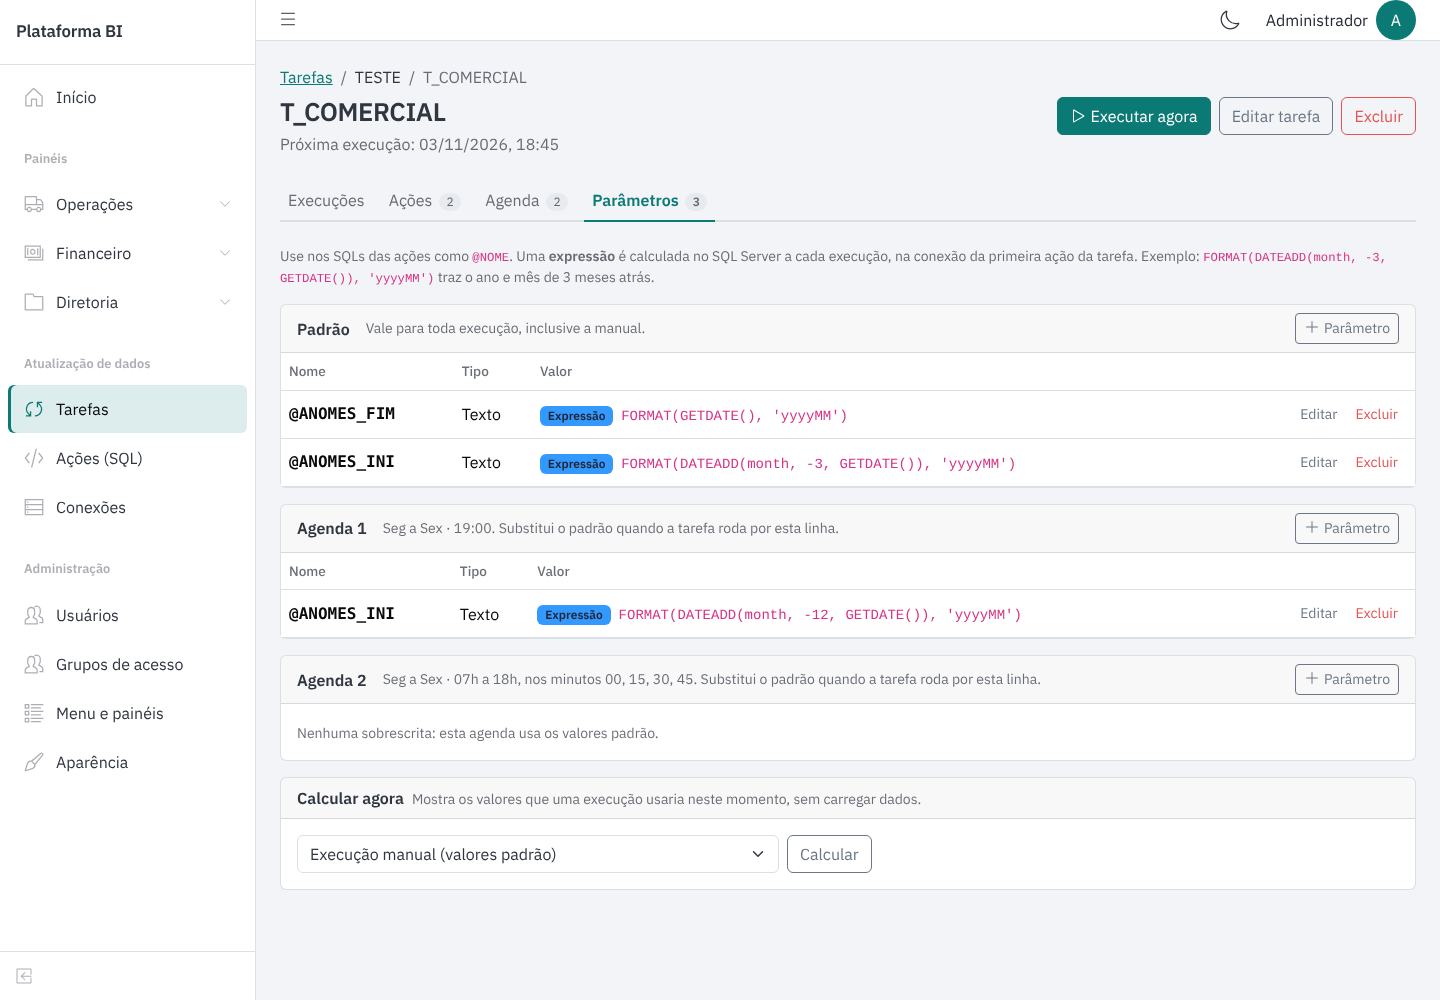 Plataforma BI
Administrador
A
Início
Painéis
Operações
Financeiro
Diretoria
Atualização de dados
Tarefas
Ações (SQL)
Conexões
Administração
Usuários
Grupos de acesso
Menu e painéis
Aparência
Tarefas / TESTE / T_COMERCIAL
T_COMERCIAL
Próxima execução: 03/11/2026, 18:45
Executar agora
Editar tarefa
Excluir
Execuções
Ações 2
Agenda 2
Parâmetros 3
Use nos SQLs das ações como @NOME. Uma expressão é calculada no SQL Server a cada execução, na conexão da primeira ação da tarefa. Exemplo: FORMAT(DATEADD(month, -3,
GETDATE()), 'yyyyMM') traz o ano e mês de 3 meses atrás.
Padrão Vale para toda execução, inclusive a manual.
+ Parâmetro
Nome Tipo Valor
@ANOMES_FIM Texto Expressão FORMAT(GETDATE(), 'yyyyMM') Editar Excluir
@ANOMES_INI Texto Expressão FORMAT(DATEADD(month, -3, GETDATE()), 'yyyyMM') Editar Excluir
Agenda 1 Seg a Sex · 19:00. Substitui o padrão quando a tarefa roda por esta linha.
+ Parâmetro
Nome Tipo Valor
@ANOMES_INI Texto Expressão FORMAT(DATEADD(month, -12, GETDATE()), 'yyyyMM') Editar Excluir
Agenda 2 Seg a Sex · 07h a 18h, nos minutos 00, 15, 30, 45. Substitui o padrão quando a tarefa roda por esta linha.
+ Parâmetro
Nenhuma sobrescrita: esta agenda usa os valores padrão.
Calcular agora Mostra os valores que uma execução usaria neste momento, sem carregar dados.
Execução manual (valores padrão)
Calcular